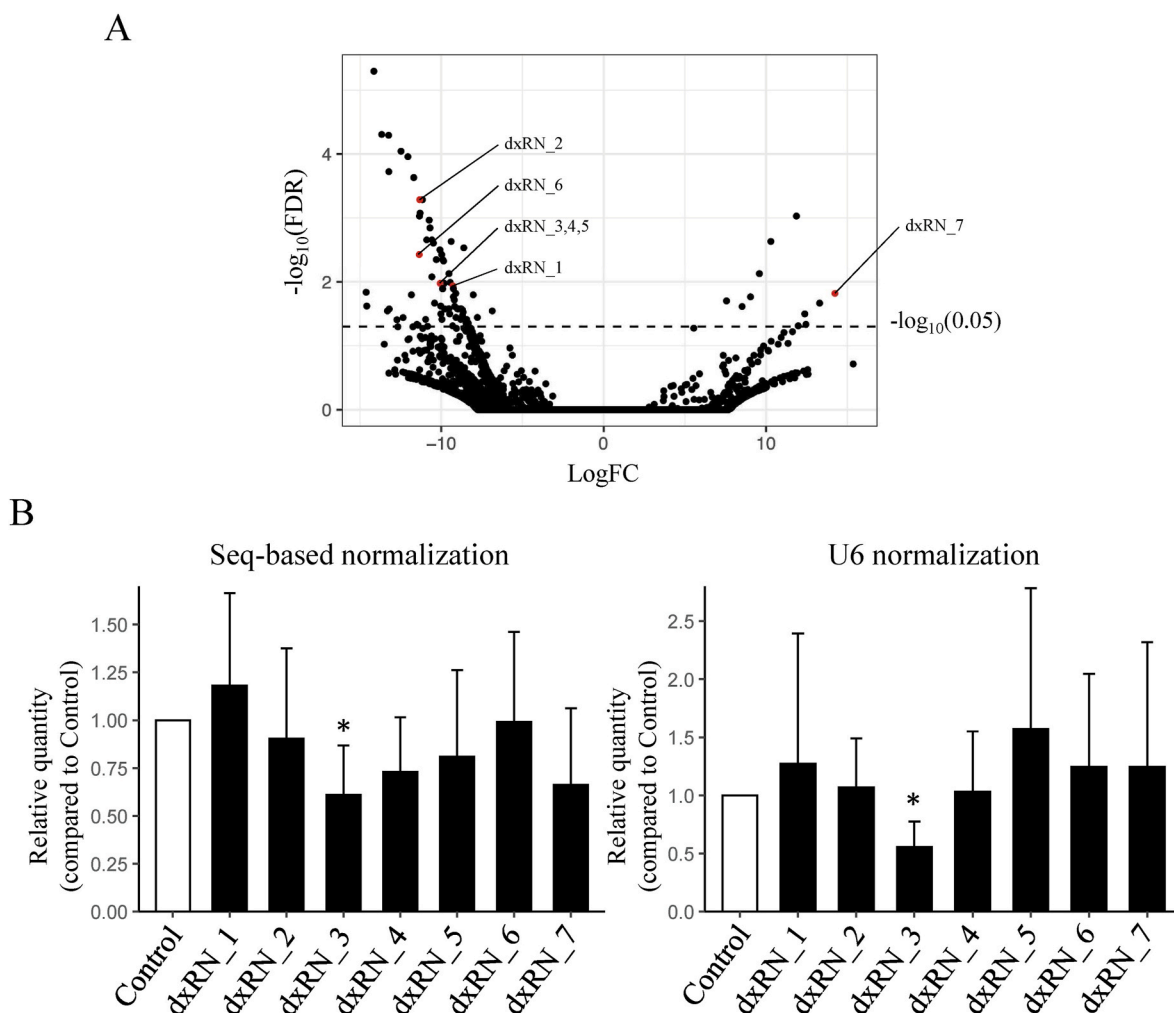 A
-log10(FDR)
4
2
0
dxRN_2
dxRN_6
dxRN_3,4,5
dxRN_1
dxRN_7
-log10(0.05)
−10
0
10
LogFC
B
Seq-based normalization
Relative quantity
(compared to Control)
1.50
1.25
1.00
0.75
0.50
0.25
0.00
*
Control
dxRN_1
dxRN_2
dxRN_3
dxRN_4
dxRN_5
dxRN_6
dxRN_7
U6 normalization
Relative quantity
(compared to Control)
2.5
2.0
1.5
1.0
0.5
0.0
*
Control
dxRN_1
dxRN_2
dxRN_3
dxRN_4
dxRN_5
dxRN_6
dxRN_7